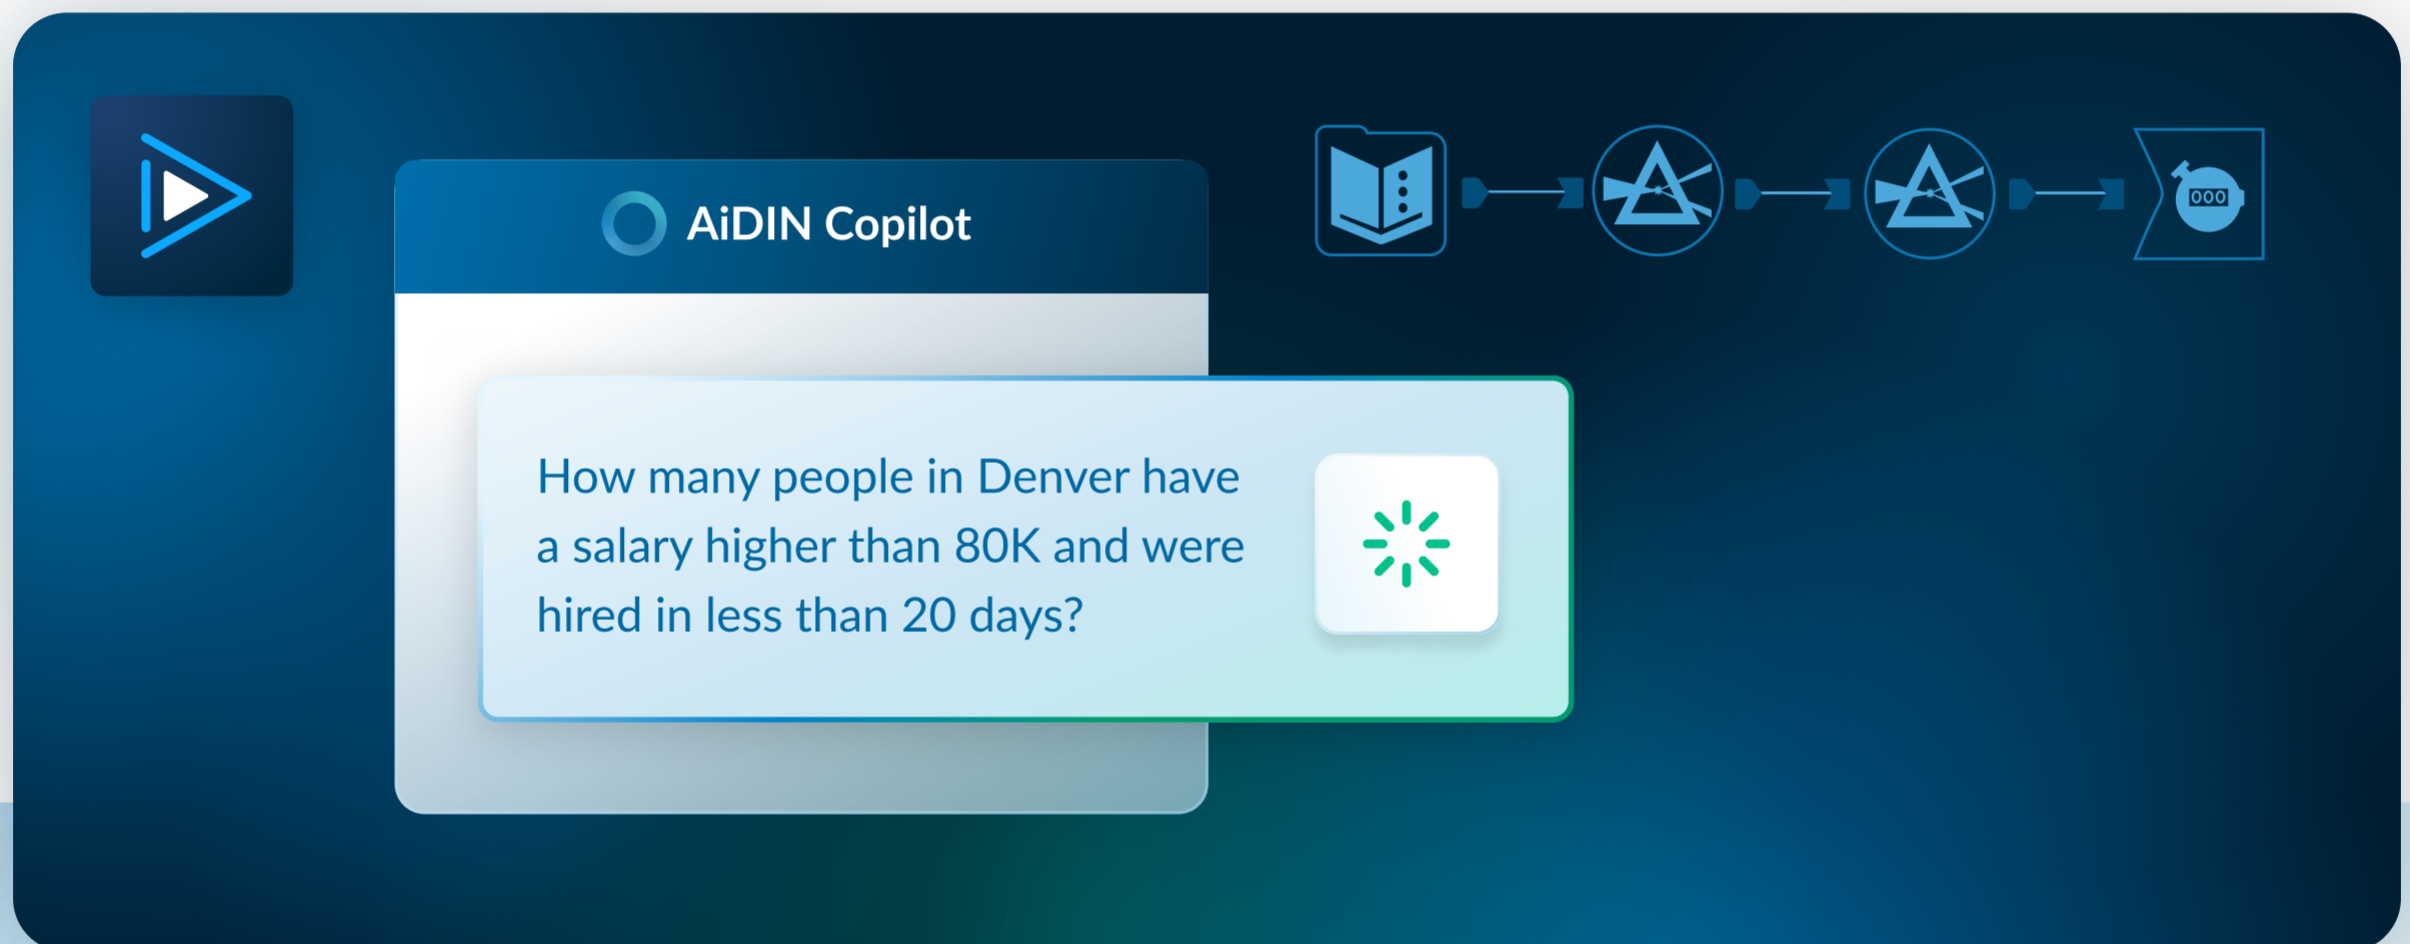 AiDIN Copilot
000
How many people in Denver have
a salary higher than 80K and were
hired in less than 20 days?